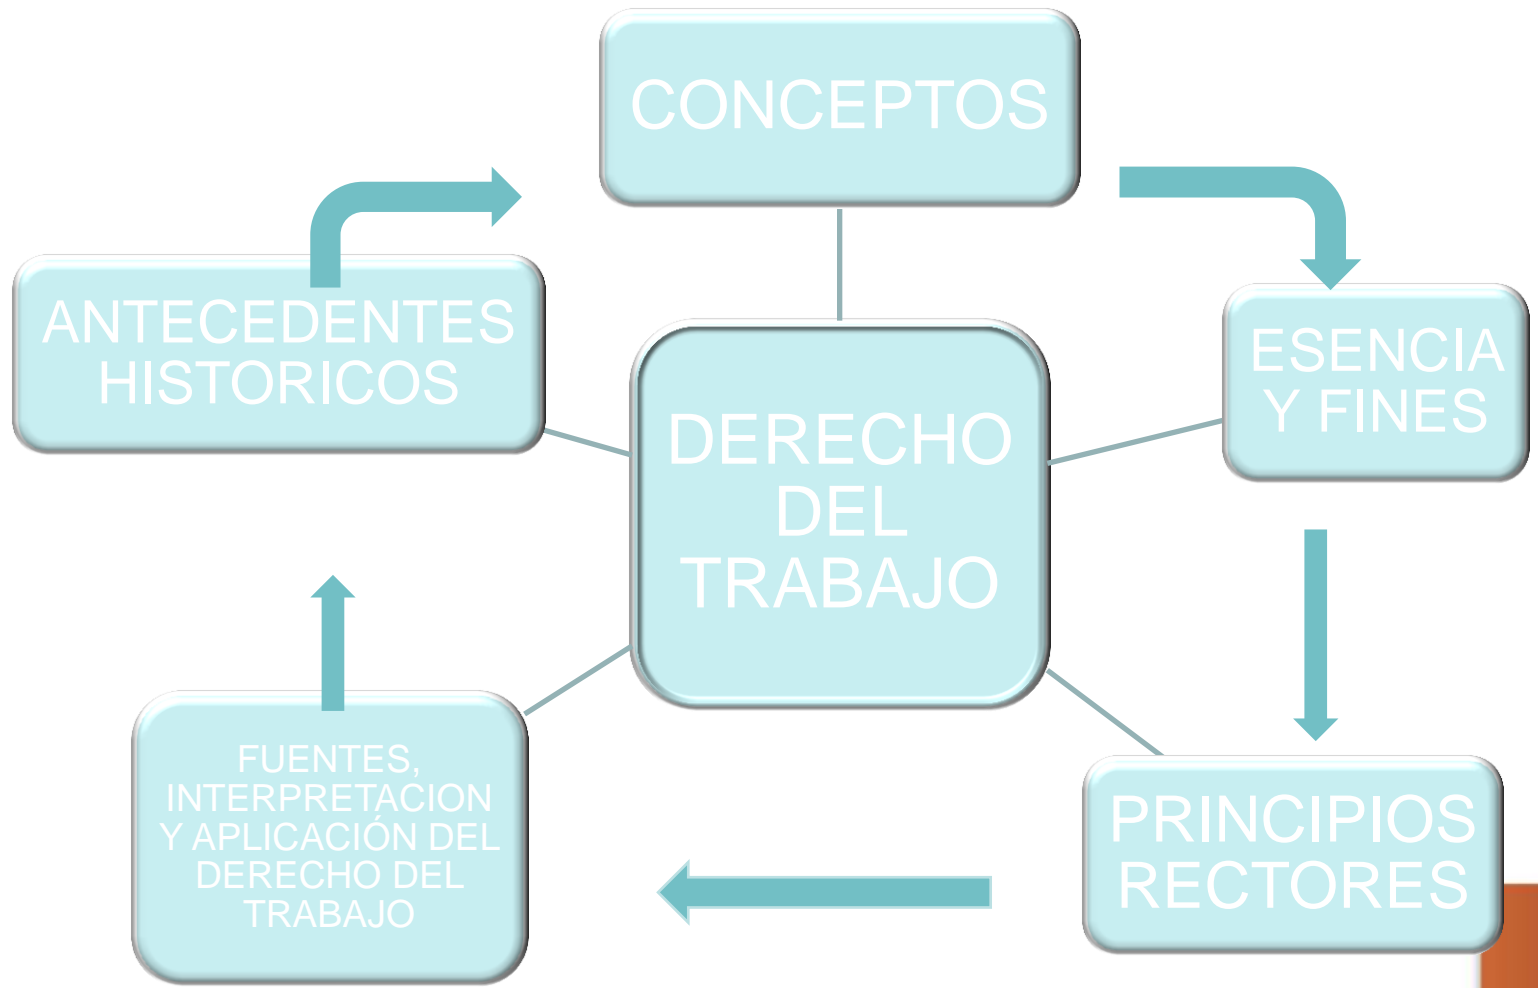 CONCEPTOS
ANTECEDENTES
HISTORICOS
ESENCIA
Y FINES
DERECHO
DEL
TRABAJO
FUENTES,
INTERPRETACION
Y APLICACIÓN DEL
DERECHO DEL
TRABAJO
PRINCIPIOS
RECTORES